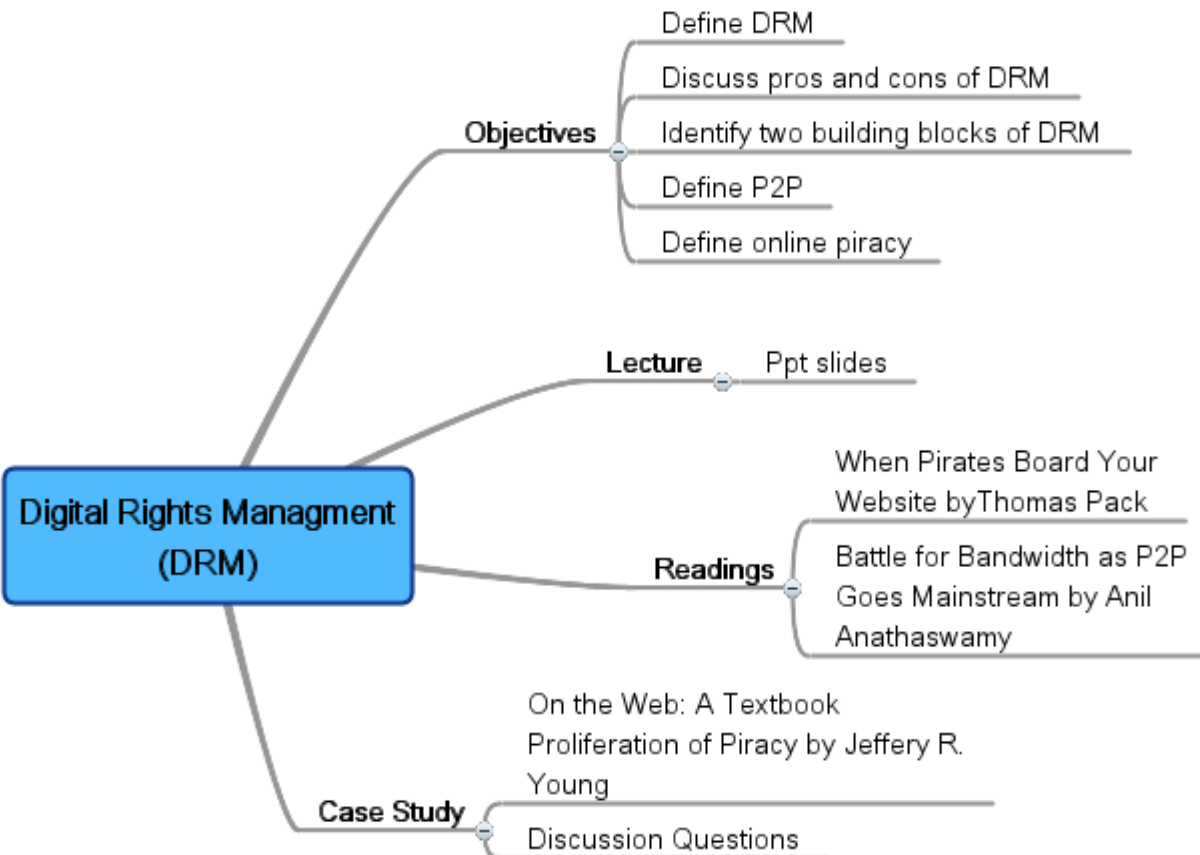 Digital Rights Managment
(DRM)
Objectives
Define DRM
Discuss pros and cons of DRM
Identify two building blocks of DRM
Define P2P
Define online piracy
Lecture
Ppt slides
Readings
When Pirates Board Your
Website byThomas Pack
Battle for Bandwidth as P2P
Goes Mainstream by Anil
Anathaswamy
Case Study
On the Web: A Textbook
Proliferation of Piracy by Jeffery R.
Young
Discussion Questions